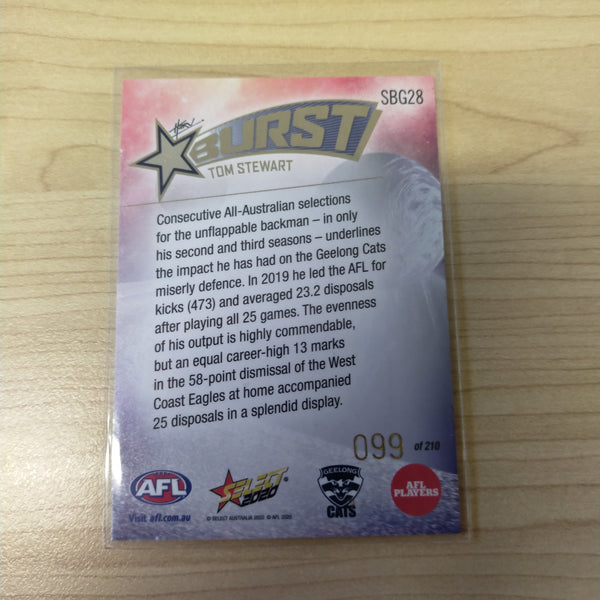 SBG28
BURST
TOM STEWART
Consecutive All-Australian selections
for the unflappable backman – in only
his second and third seasons – underlines
the impact he has had on the Geelong Cats
miserly defence. In 2019 he led the AFL for
kicks (473) and averaged 23.2 disposals
after playing all 25 games. The evenness
of his output is highly commendable,
but an equal career-high 13 marks
in the 58-point dismissal of the West
Coast Eagles at home accompanied
25 disposals in a splendid display.
099 of 210
AFL
Visit afl.com.au
SELECT
2020
© SELECT AUSTRALIA 2020 © AFL 2020
GEELONG
CATS
AFL
PLAYERS